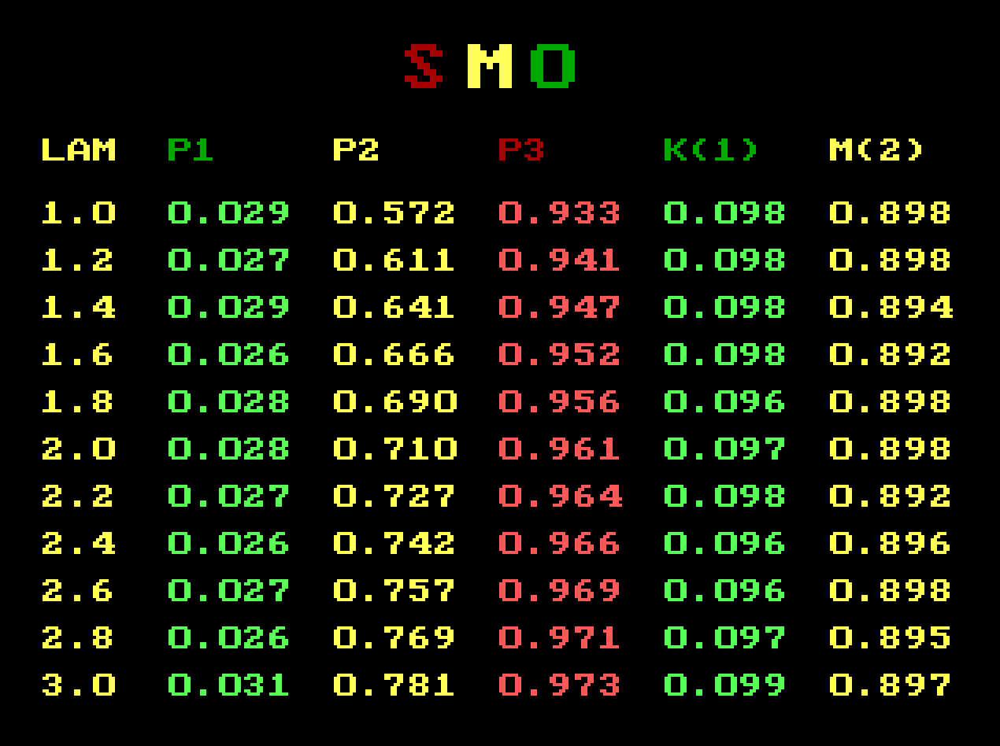 S M O
LAM P1 P2 P3 K(1) M(2)
1.0 0.029 0.572 0.933 0.098 0.898
1.2 0.027 0.611 0.941 0.098 0.898
1.4 0.029 0.641 0.947 0.098 0.894
1.6 0.026 0.666 0.952 0.098 0.892
1.8 0.028 0.690 0.956 0.096 0.898
2.0 0.028 0.710 0.961 0.097 0.898
2.2 0.027 0.727 0.964 0.098 0.892
2.4 0.026 0.742 0.966 0.096 0.896
2.6 0.027 0.757 0.969 0.096 0.898
2.8 0.026 0.769 0.971 0.097 0.895
3.0 0.031 0.781 0.973 0.099 0.897